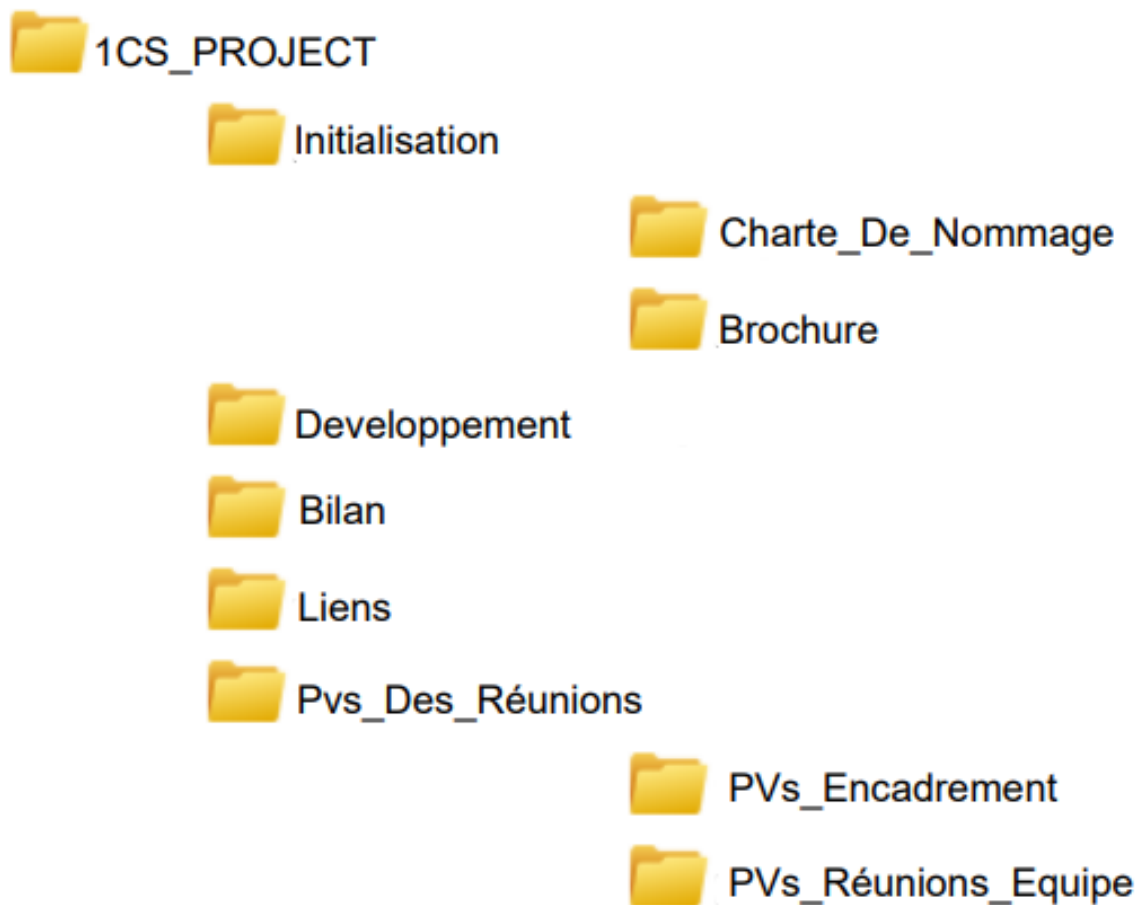 1CS_PROJECT
Initialisation
Charte_De_Nommage
Brochure
Developpement
Bilan
Liens
Pvs_Des_Réunions
PVs_Encadrement
PVs_Réunions_Equipe